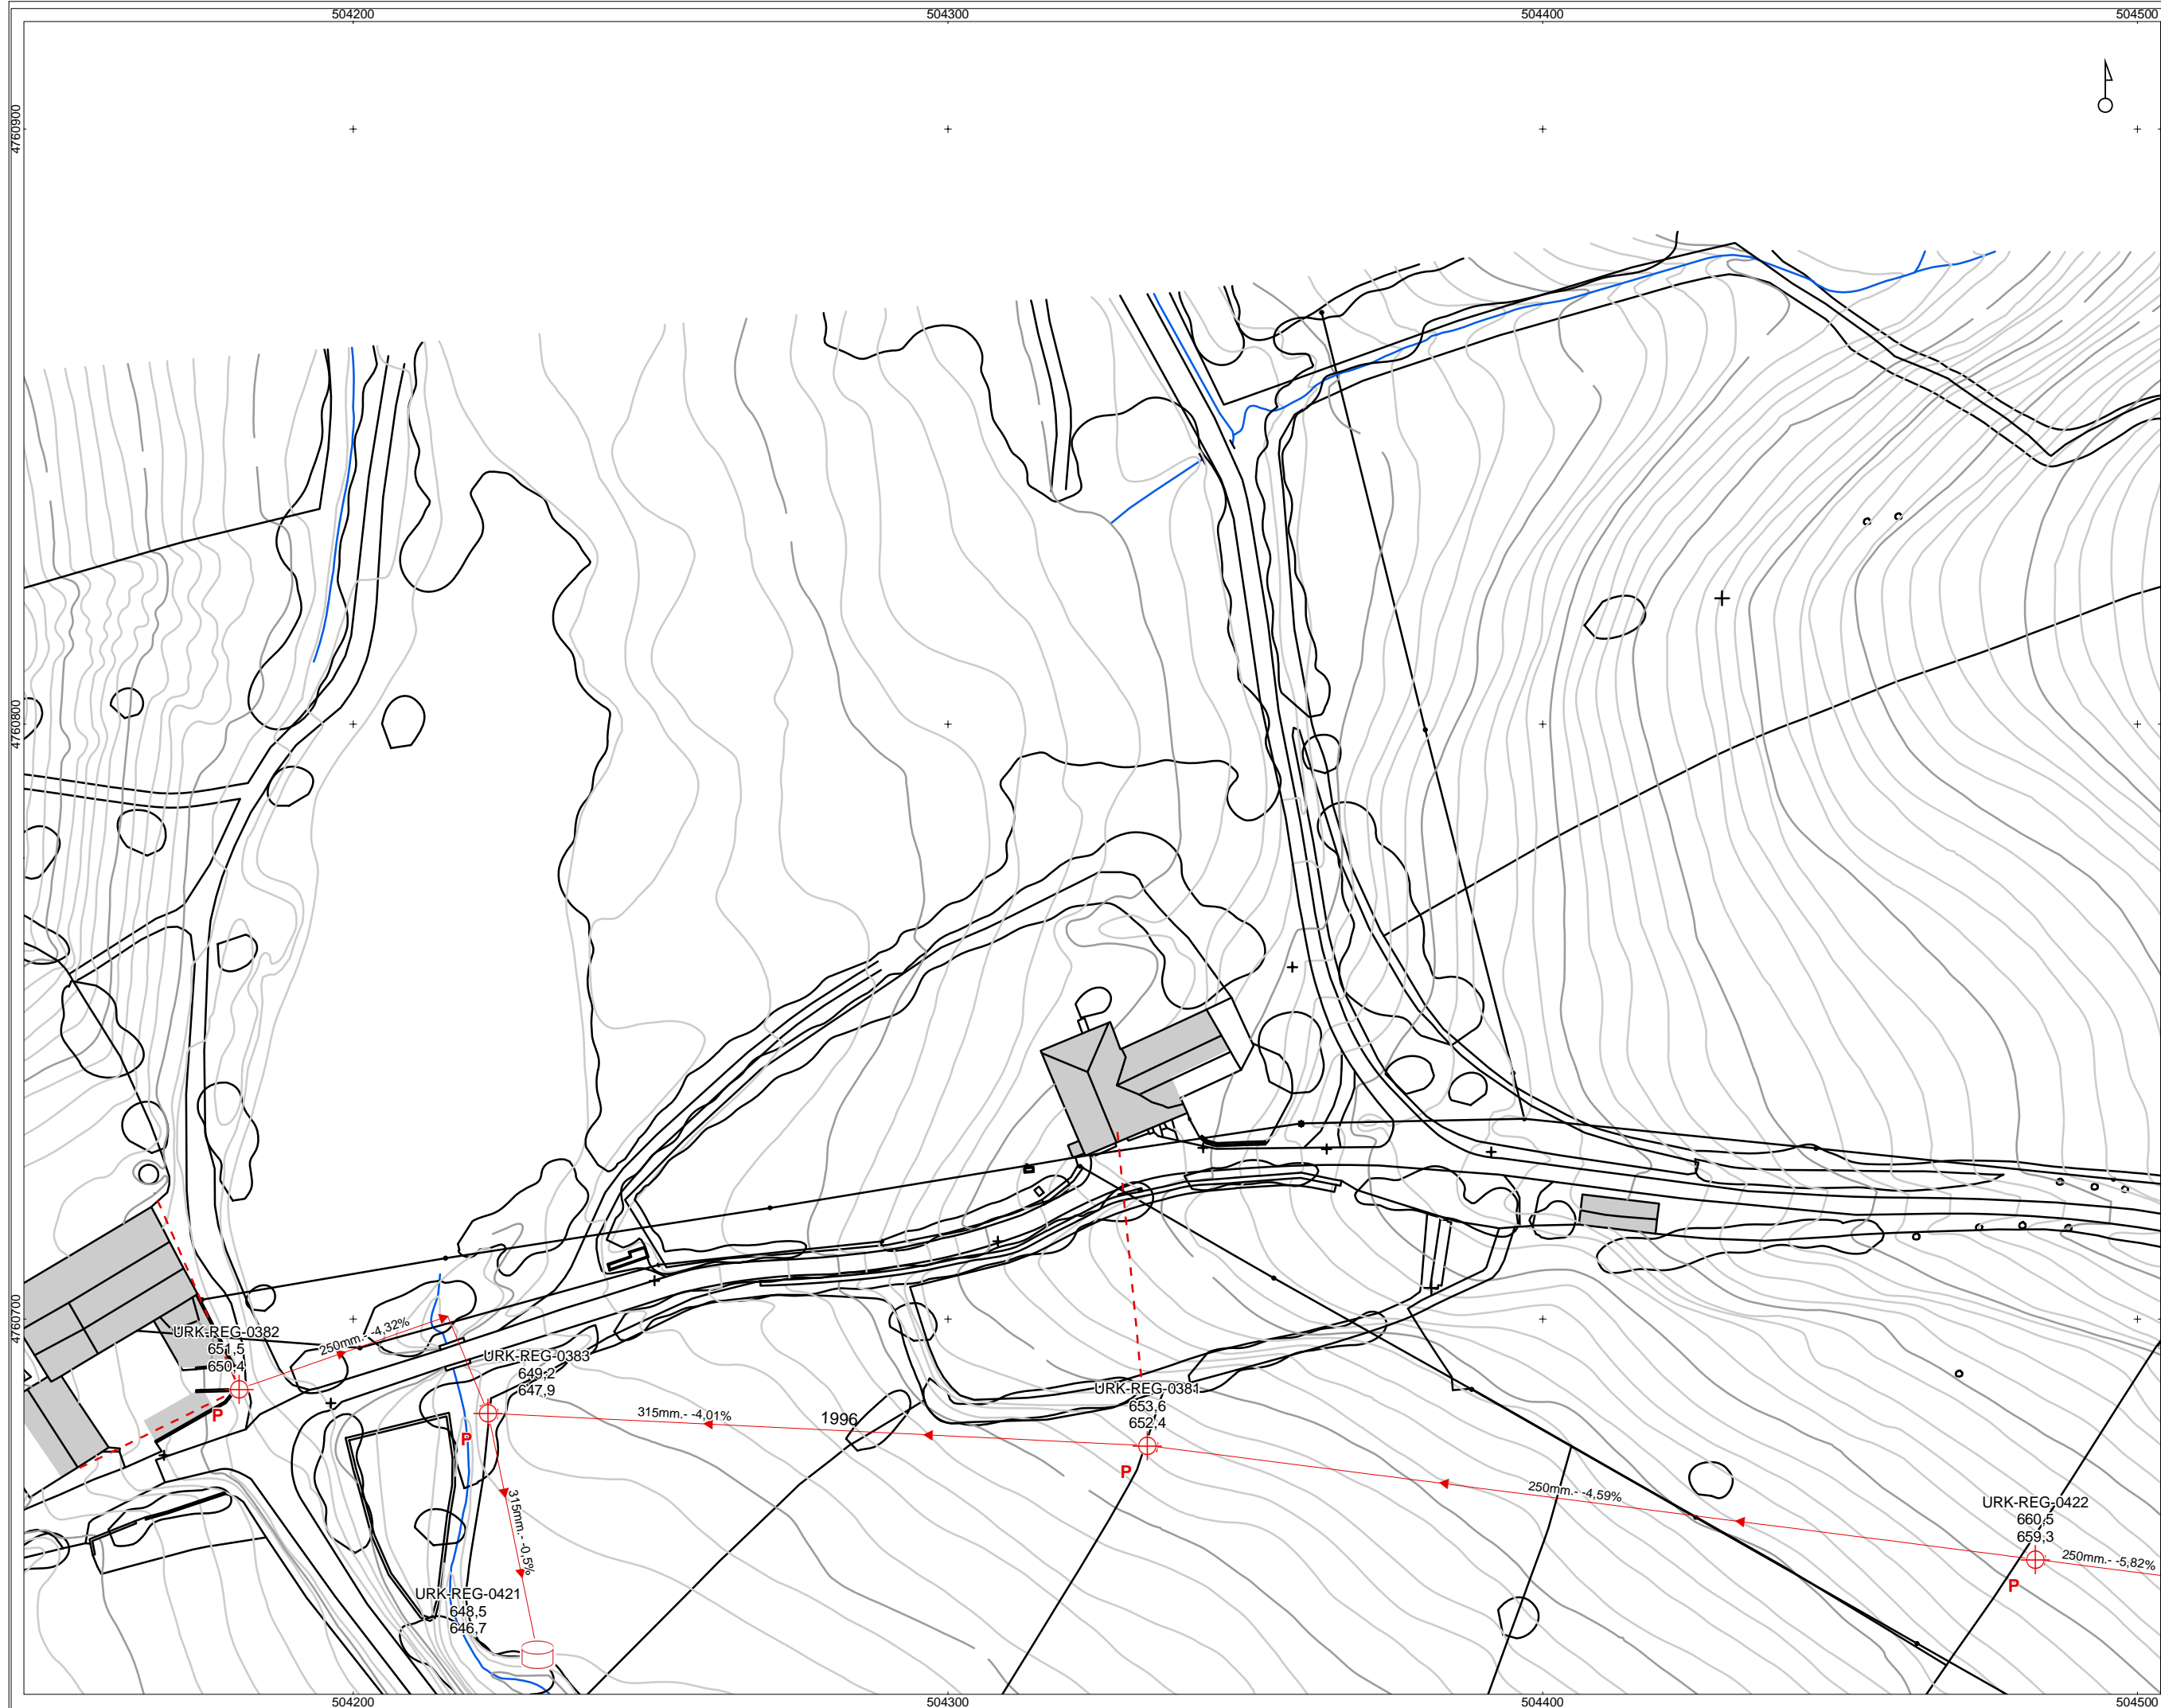 504200
504300
504400
504500
4760900
4760800
4760700
URK-REG-0382
651,5
650,4
P
250mm.- -4,32%
URK-REG-0383
649,2
647,9
P
315mm.- -4,01%
1996
URK-REG-0381
653,6
652,4
P
250mm.- -4,59%
URK-REG-0422
660,5
659,3
P
250mm.- -5,82%
315mm.- -0,5%
URK-REG-0421
648,5
646,7
504200
504300
504400
504500